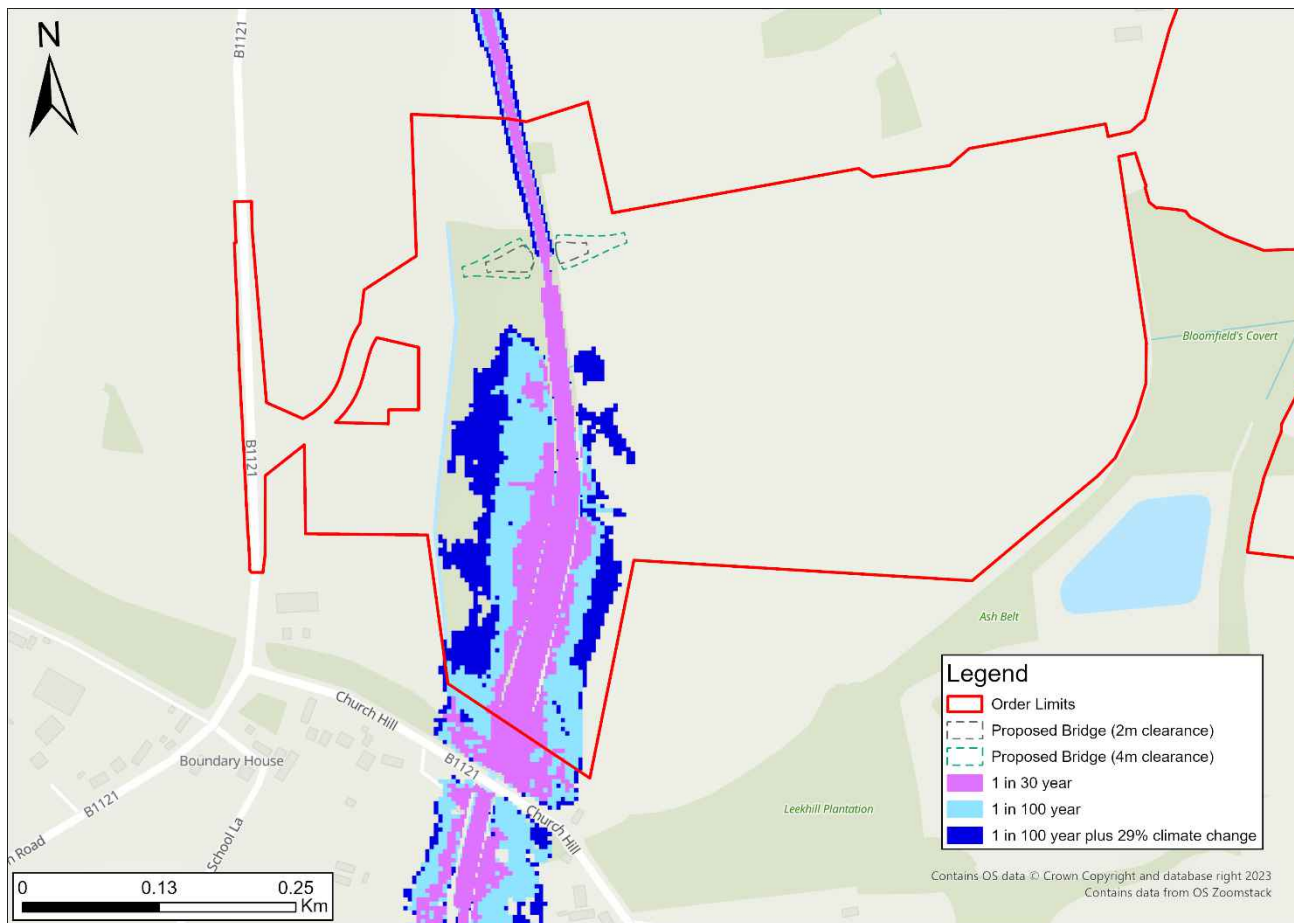 N
B1121
B1121
Bloomfield's Covert
Ash Belt
Church Hill
Boundary House
B1121
B1121
School La
n Road
Church Hill
Leekhill Plantation
Legend
Order Limits
Proposed Bridge (2m clearance)
Proposed Bridge (4m clearance)
1 in 30 year
1 in 100 year
1 in 100 year plus 29% climate change
Contains OS data © Crown Copyright and database right 2023
Contains data from OS Zoomstack
0 0.13 0.25
Km